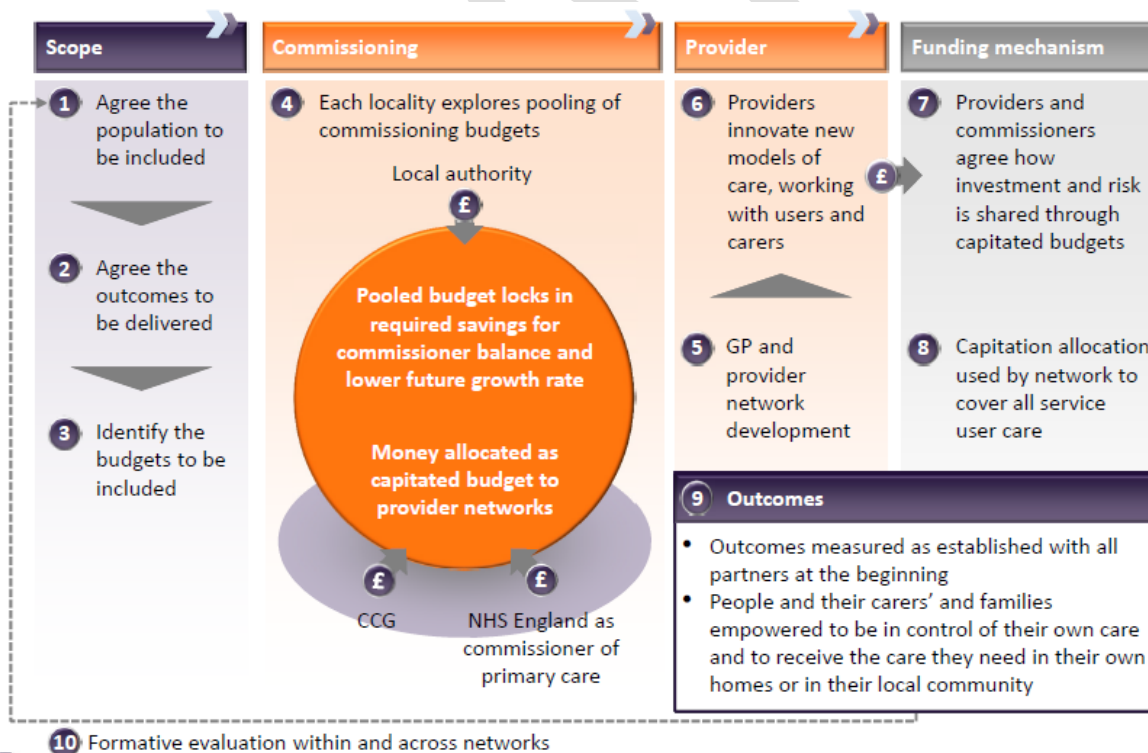 Scope
Commissioning
Provider
Funding mechanism
1 Agree the
population to
be included
2 Agree the
outcomes to
be delivered
3 Identify the
budgets to be
included
4 Each locality explores pooling of
commissioning budgets
Local authority
£
Pooled budget locks in
required savings for
commissioner balance and
lower future growth rate
Money allocated as
capitated budget to
provider networks
£
CCG
£
NHS England as
commissioner of
primary care
6 Providers
innovate new
models of
care, working
with users and
carers
£
5 GP and
provider
network
development
7 Providers and
commissioners
agree how
investment and risk
is shared through
capitated budgets
8 Capitation allocation
used by network to
cover all service
user care
9 Outcomes
• Outcomes measured as established with all
partners at the beginning
• People and their carers’ and families
empowered to be in control of their own care
and to receive the care they need in their own
homes or in their local community
10 Formative evaluation within and across networks